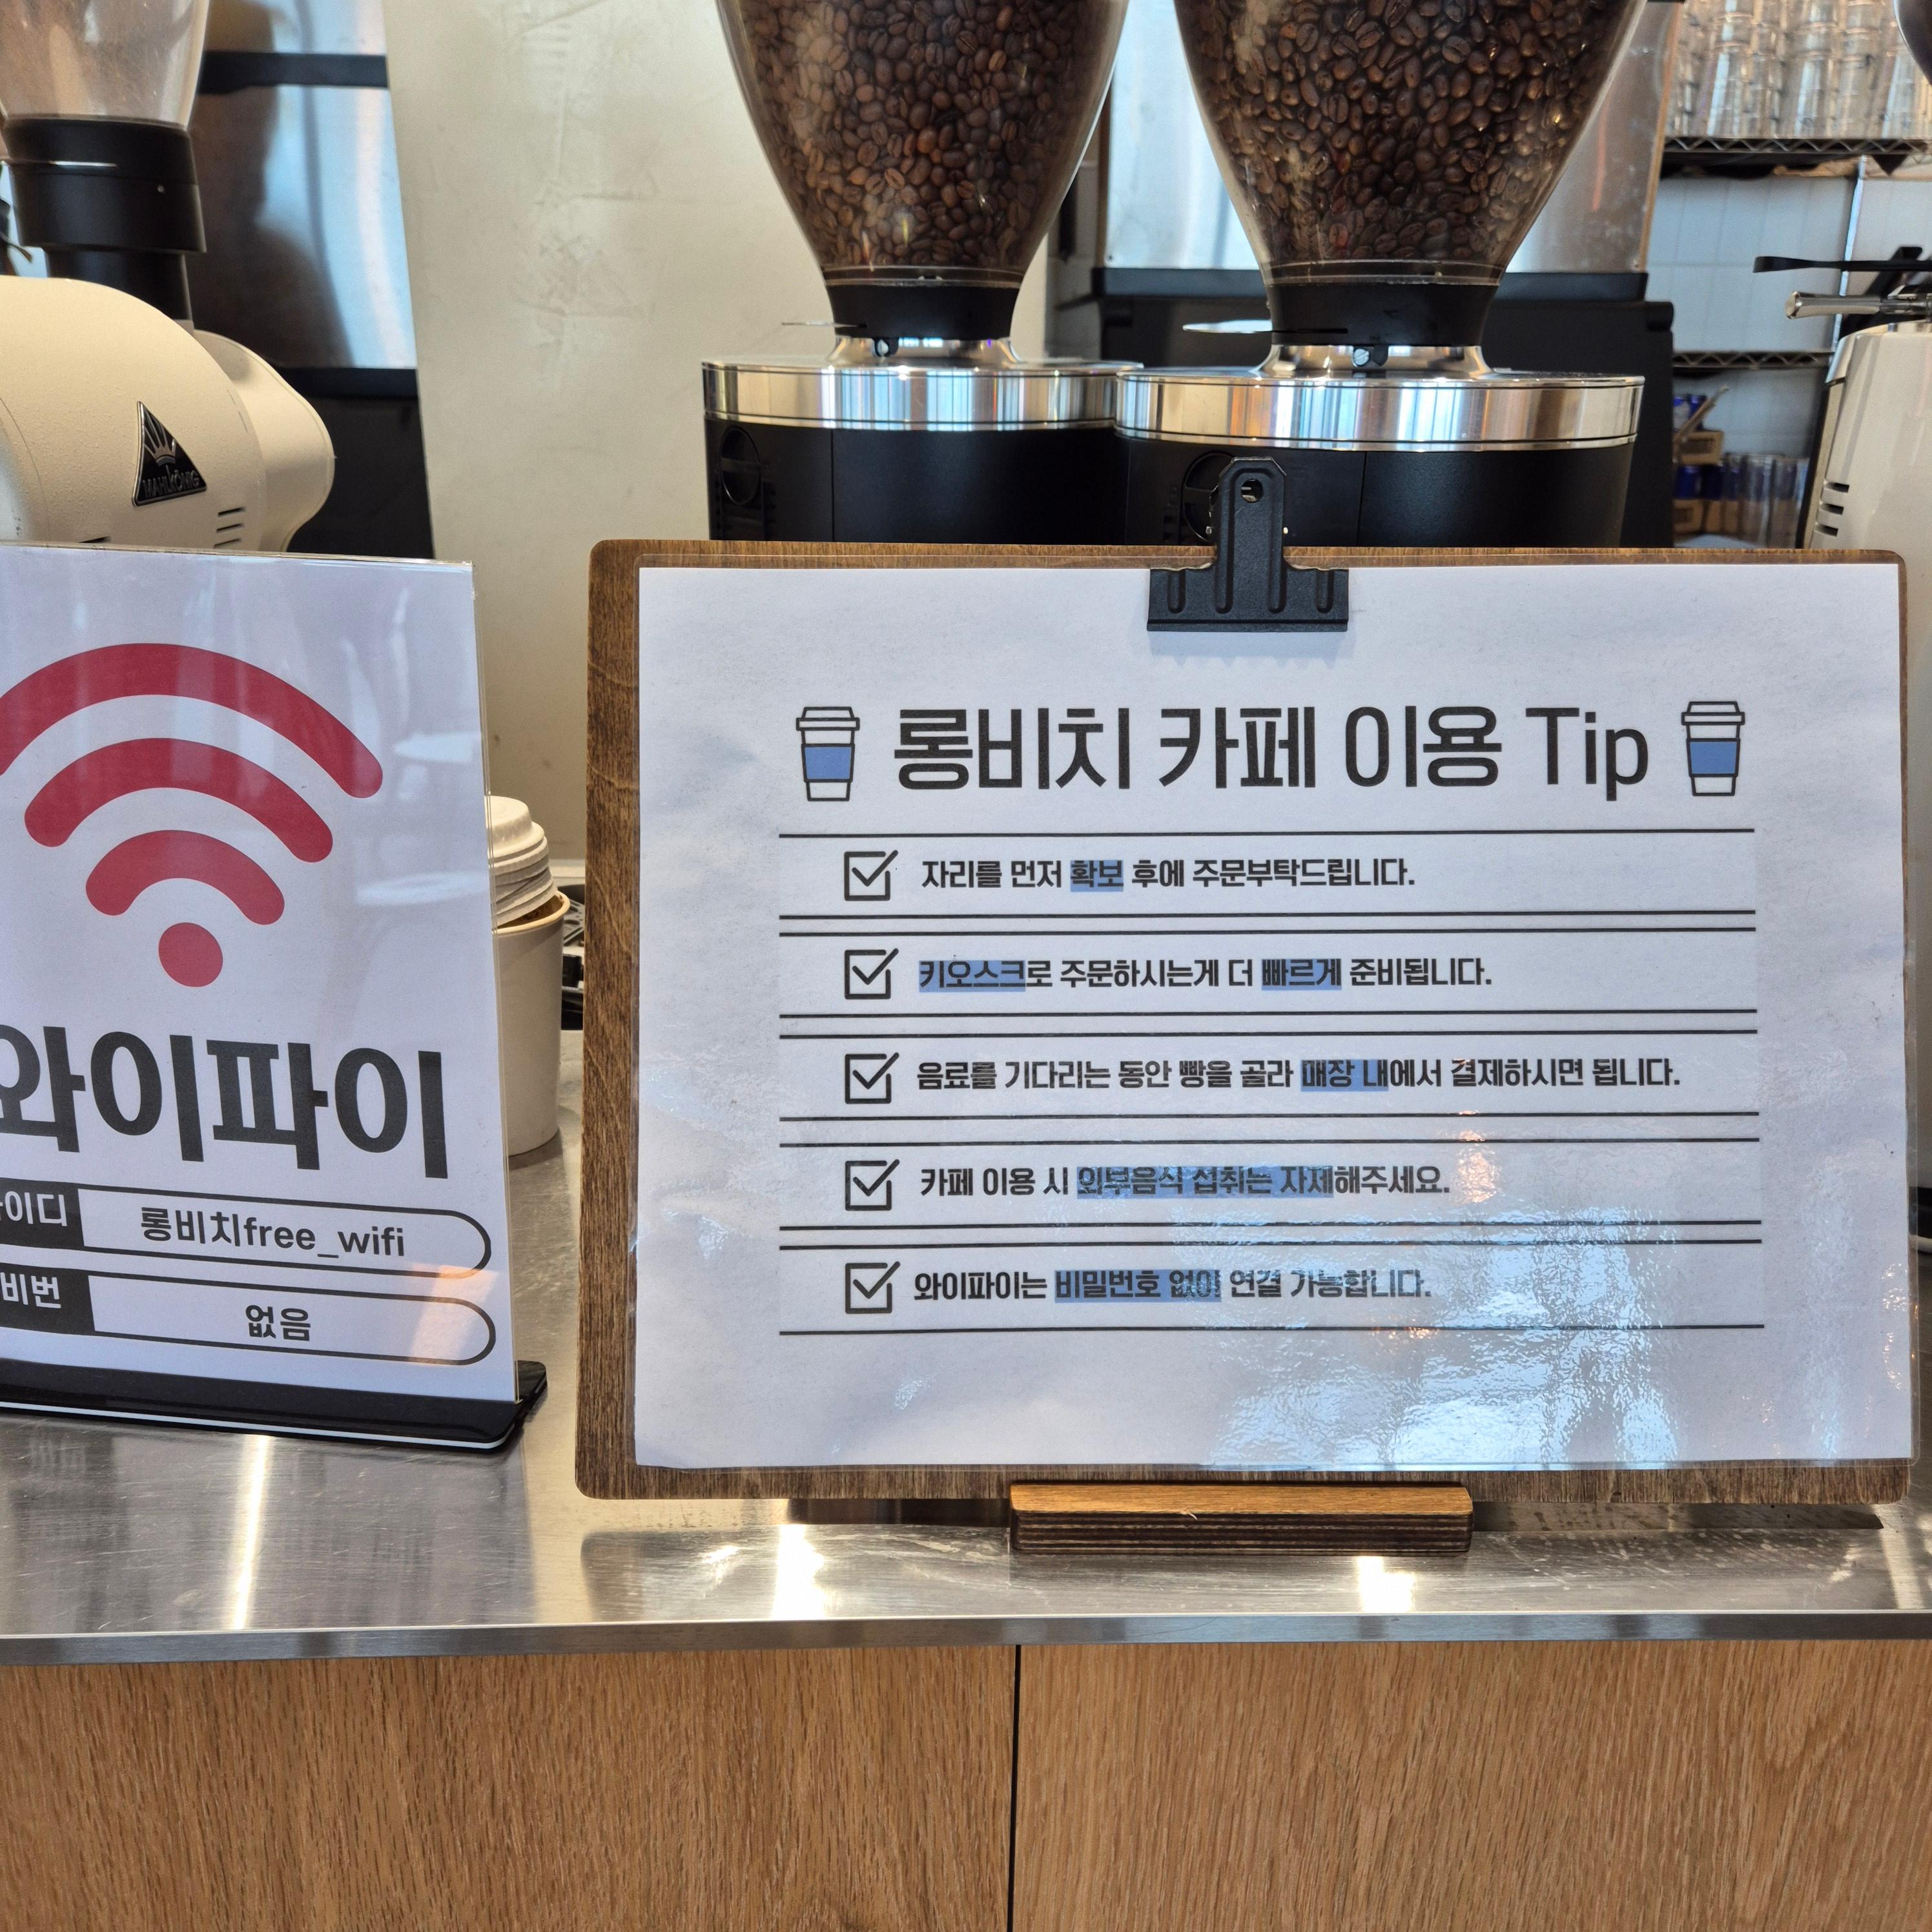 MAHLKÖNIG
와이파이
아이디
롱비치free_wifi
비번
없음
롱비치 카페 이용 Tip
자리를 먼저 확보 후에 주문부탁드립니다.
키오스크로 주문하시는게 더 빠르게 준비됩니다.
음료를 기다리는 동안 빵을 골라 매장 내에서 결제하시면 됩니다.
카페 이용 시 외부음식 섭취는 자제해주세요.
와이파이는 비밀번호 없이 연결 가능합니다.